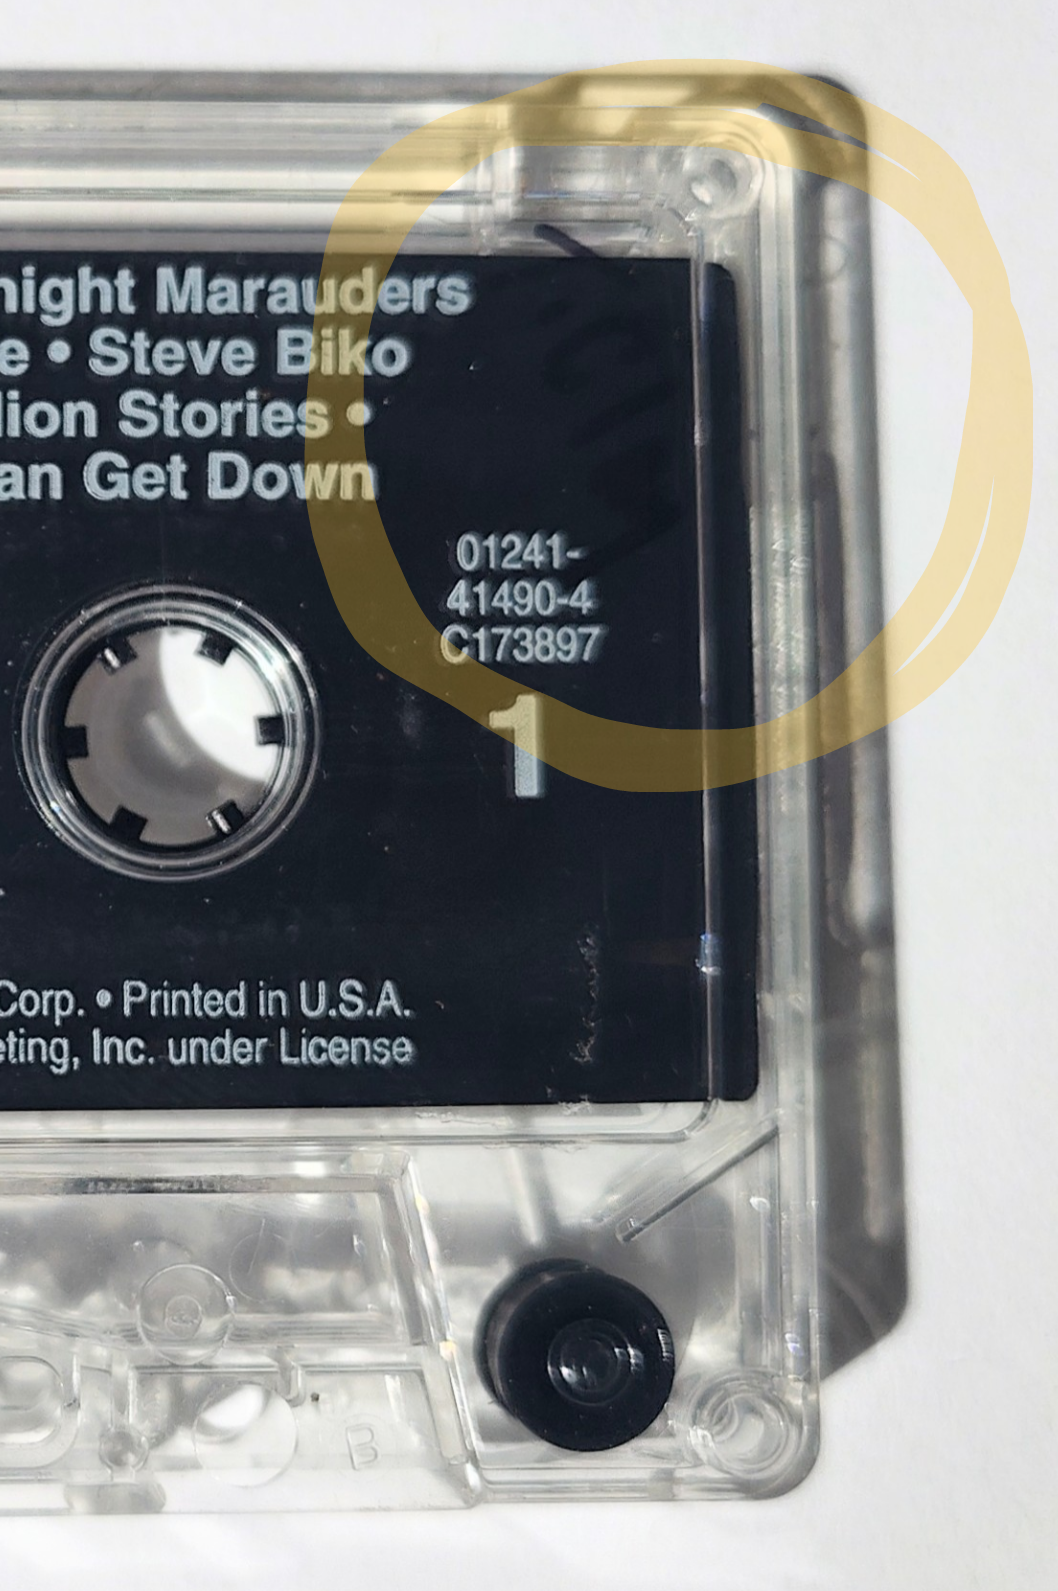 night Marauders
e • Steve Biko
lion Stories •
an Get Down
01241-
41490-4
C173897
1
Corp. • Printed in U.S.A.
eting, Inc. under License
B